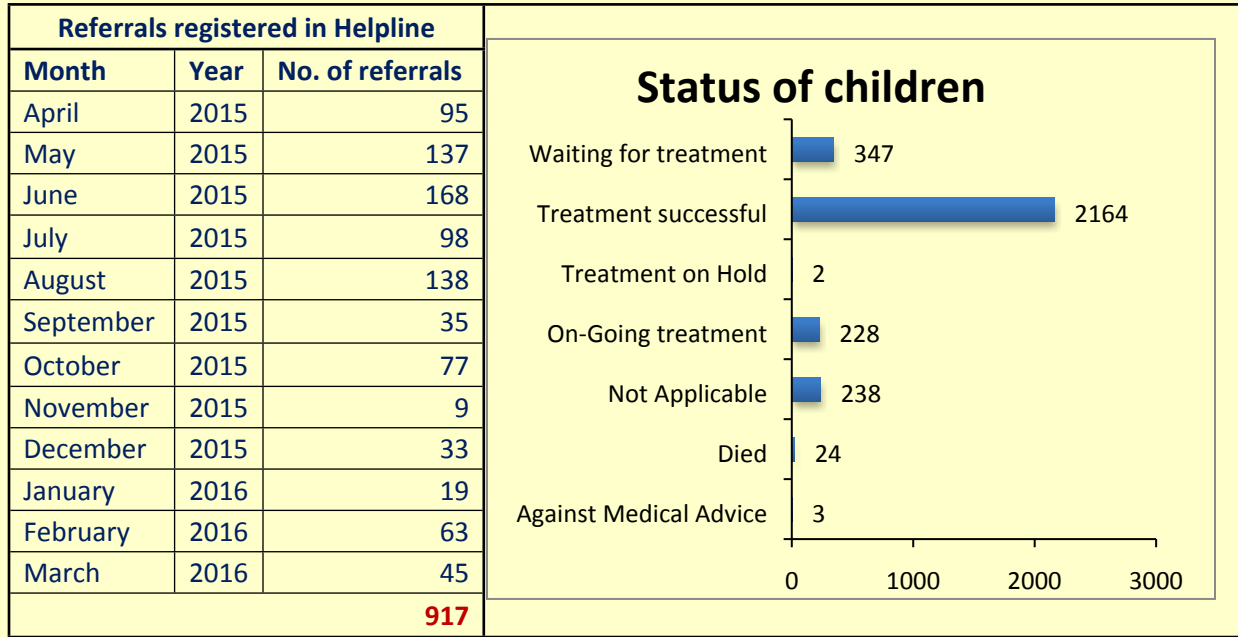 Referrals registered in Helpline
Month Year No. of referrals
April 2015 95
May 2015 137
June 2015 168
July 2015 98
August 2015 138
September 2015 35
October 2015 77
November 2015 9
December 2015 33
January 2016 19
February 2016 63
March 2016 45
917
Status of children
Waiting for treatment 347
Treatment successful 2164
Treatment on Hold 2
On-Going treatment 228
Not Applicable 238
Died 24
Against Medical Advice 3
0 1000 2000 3000